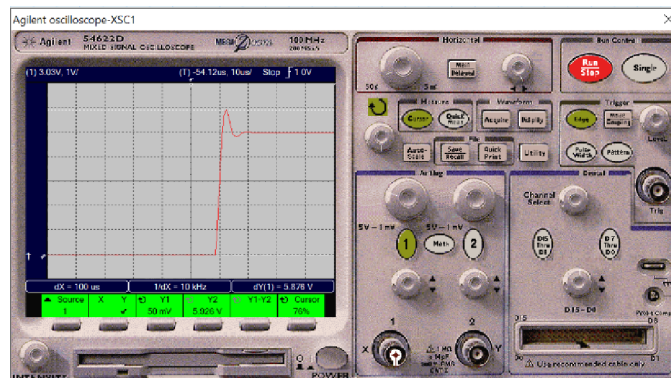 Agilent oscilloscope-XSC1
Agilent 54622D
MIXED SIGNAL OSCILLOSCOPE
100 MHz
(1) 3.03V, 1V/ (T) -54.12us, 10us/ Stop 1.0V
dX = 100 us 1/dX = 10 kHz dY(1) = 5.876 V
Source X Y Y1 Y2 Y1-Y2 Cursor
1 50 mV 5.926 V 76%
INTENSITY
POWER
Horizontal
Main
Delayed
Run Control
Run
Stop
Single
Measure
Waveform
Cursor
Quick
Meas
Acquire
Display
File
Auto-
Scale
Save
Recall
Quick
Print
Utility
Trigger
Edge
Mode
Coupling
Level
Pulse
Width
Pattern
Analog
5V – 1mV 5V – 1mV
1 Math 2
1 2
X Y
Channel
Select
D15
Thru
D8
D7
Thru
D0
D15-D0
Use recommended cable only